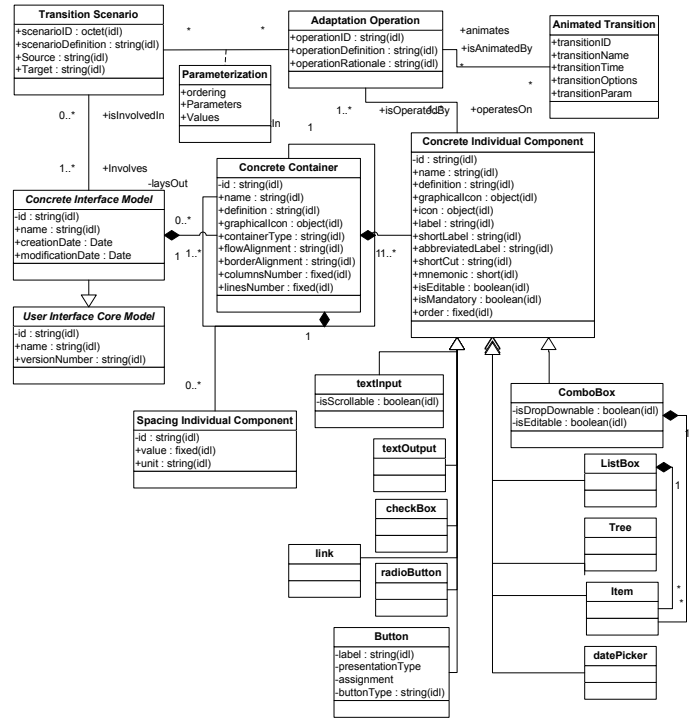 Transition Scenario
+scenarioID : octet(idl)
+scenarioDefinition : string(idl)
+Source : string(idl)
+Target : string(idl)
*
*
Parameterization
+ordering
+Parameters
+Values
Adaptation Operation
+operationID : string(idl)
+operationDefinition : string(idl)
+operationRationale : string(idl)
+animates
+isAnimatedBy
*
*
Animated Transition
+transitionID
+transitionName
+transitionTime
+transitionOptions
+transitionParam
0..*
+isInvolvedIn
1..*
+Involves
In
1
1..*
+isOperatedBy
1..*
+operatesOn
-laysOut
Concrete Interface Model
-id : string(idl)
+name : string(idl)
+creationDate : Date
+modificationDate : Date
0..*
1
1..*
User Interface Core Model
-id : string(idl)
+name : string(idl)
+versionNumber : string(idl)
Concrete Container
-id : string(idl)
+name : string(idl)
+definition : string(idl)
+graphicalIcon : object(idl)
+containerType : string(idl)
+flowAlignment : string(idl)
+borderAlignment : string(idl)
+columnsNumber : fixed(idl)
+linesNumber : fixed(idl)
11..*
1
0..*
Concrete Individual Component
-id : string(idl)
+name : string(idl)
+definition : string(idl)
+graphicalIcon : object(idl)
+icon : object(idl)
+label : string(idl)
+shortLabel : string(idl)
+abbreviatedLabel : string(idl)
+shortCut : string(idl)
+mnemonic : short(idl)
+isEditable : boolean(idl)
+isMandatory : boolean(idl)
+order : fixed(idl)
Spacing Individual Component
-id : string(idl)
+value : fixed(idl)
+unit : string(idl)
textInput
-isScrollable : boolean(idl)
textOutput
checkBox
link
radioButton
Button
-label : string(idl)
-presentationType
-assignment
-buttonType : string(idl)
ComboBox
-isDropDownable : boolean(idl)
-isEditable : boolean(idl)
1
ListBox
1
Tree
Item
*
*
datePicker